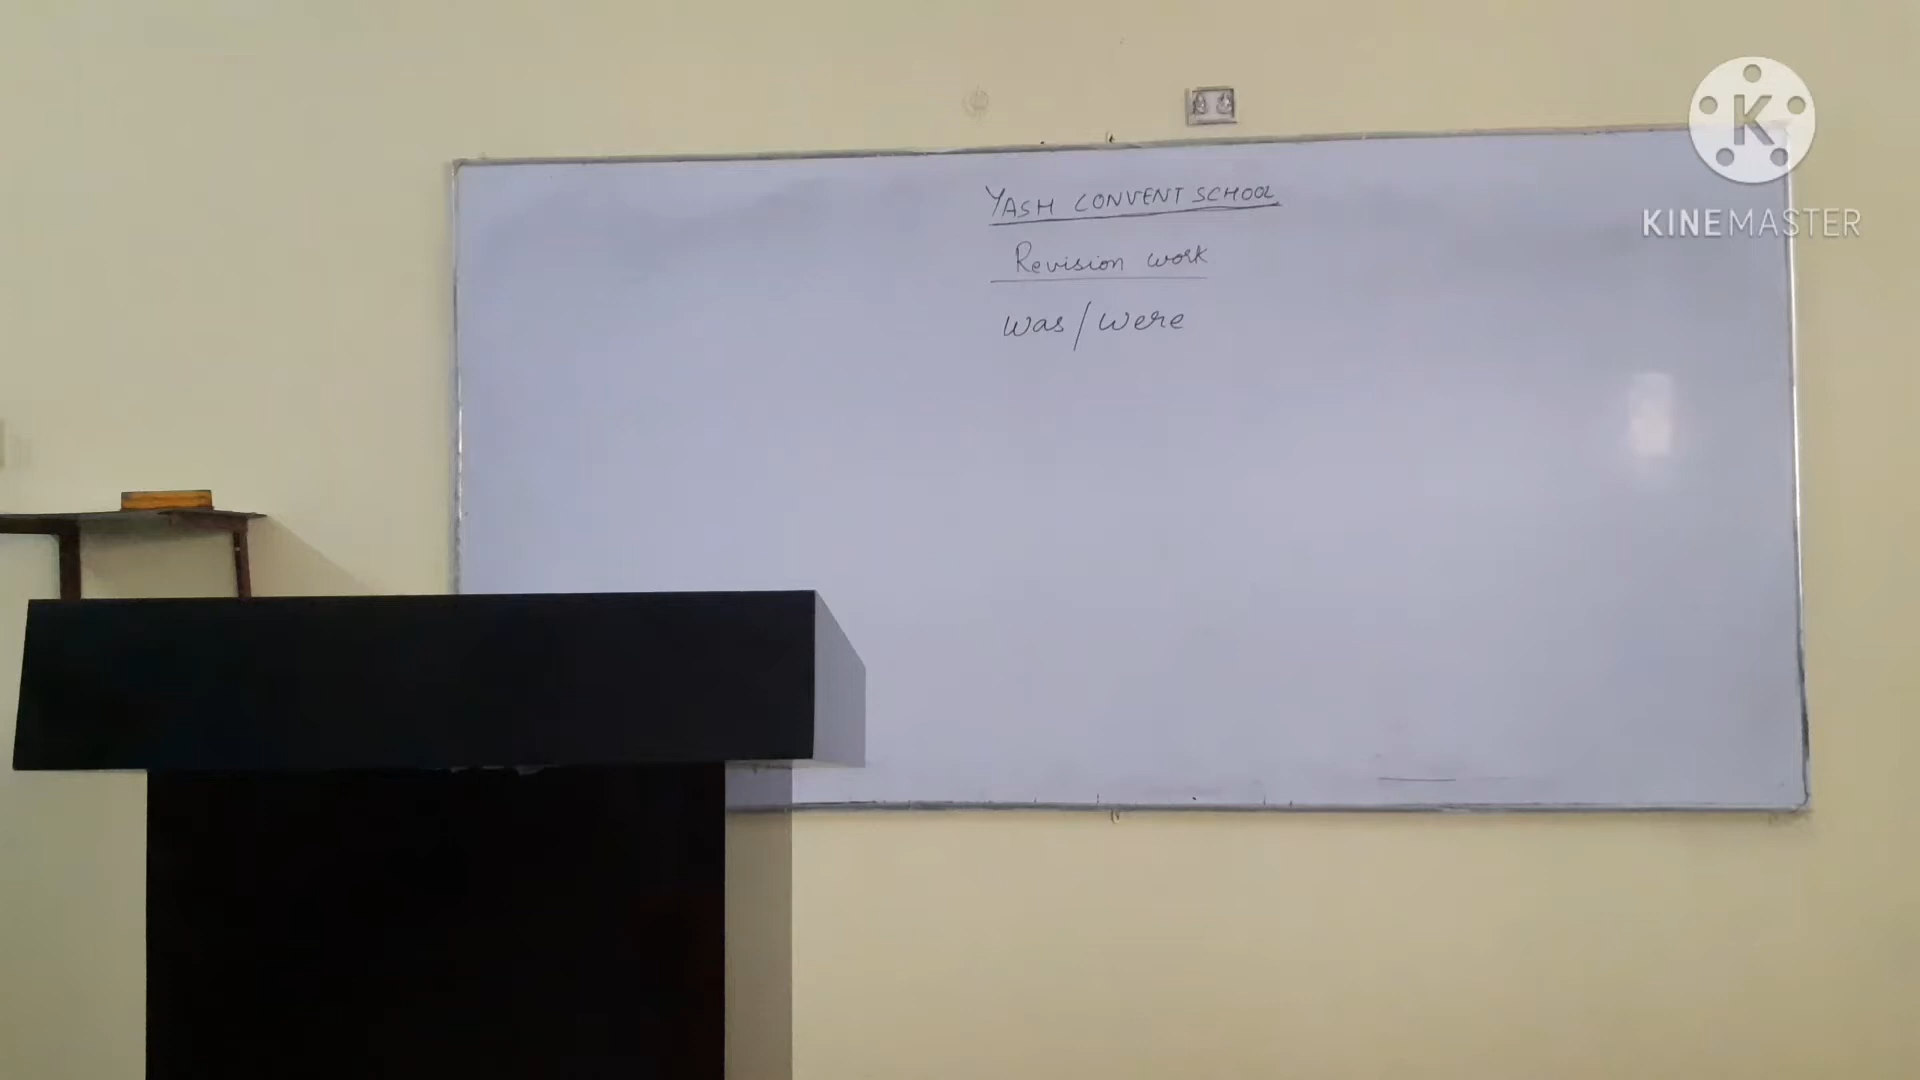 YASH CONVENT SCHOOL
Revision work
was/were
K
KINEMASTER